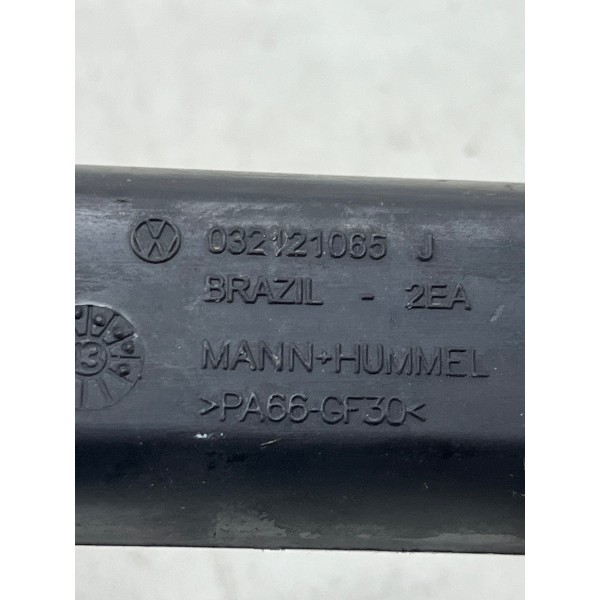 032121065 J
BRAZIL - 2EA
MANN+HUMMEL
>PA66-GF30<